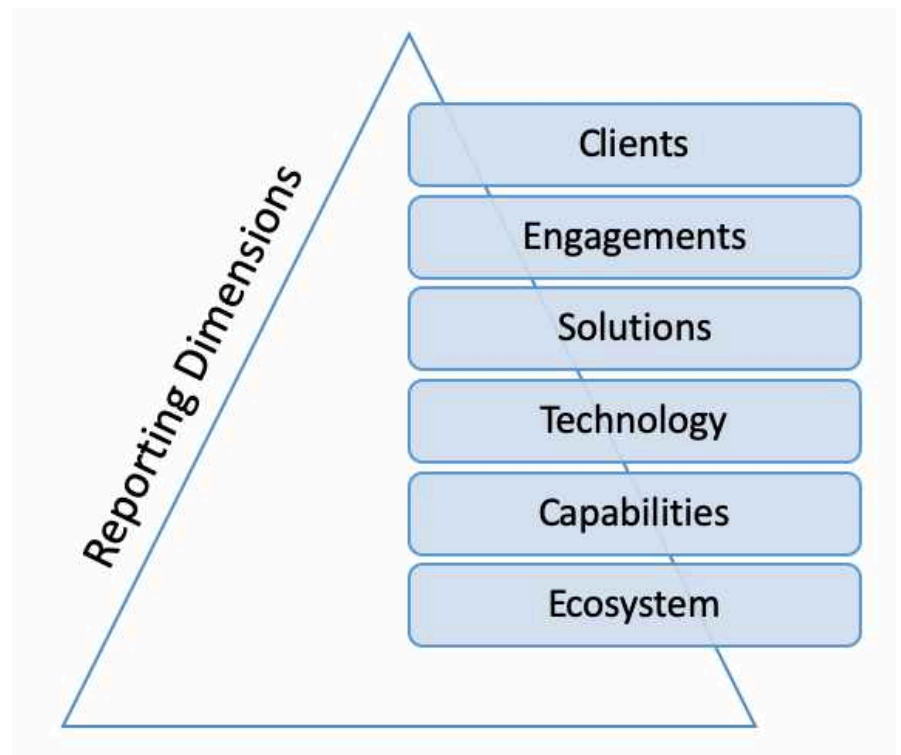 Reporting Dimensions
Clients
Engagements
Solutions
Technology
Capabilities
Ecosystem